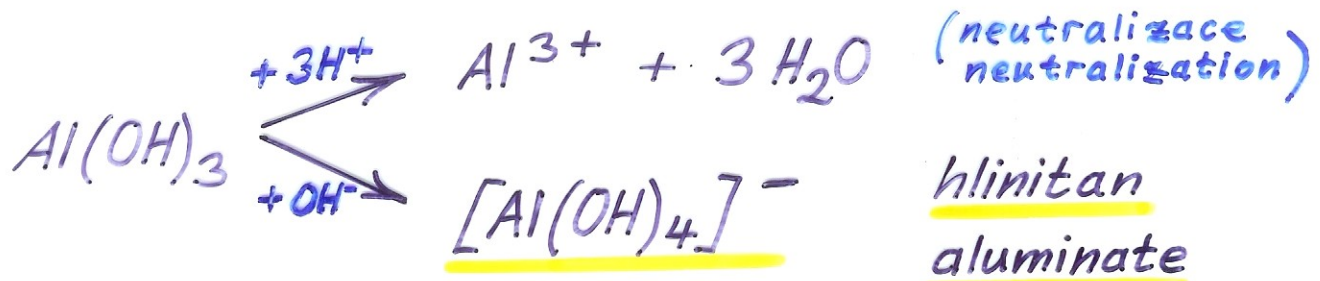 + 3H⁺
Al³⁺ + 3 H₂O
(neutralizace
neutralization)
Al(OH)₃
+ OH⁻
[Al(OH)₄]⁻
hlinitan
aluminate